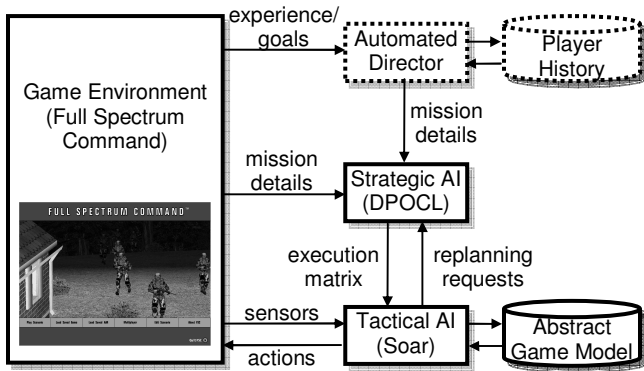 experience/
goals
Automated
Director
Player
History
Game Environment
(Full Spectrum
Command)
mission
details
mission
details
Strategic AI
(DPOCL)
FULL SPECTRUM COMMAND
execution
matrix
replanning
requests
sensors
actions
Tactical AI
(Soar)
Abstract
Game Model